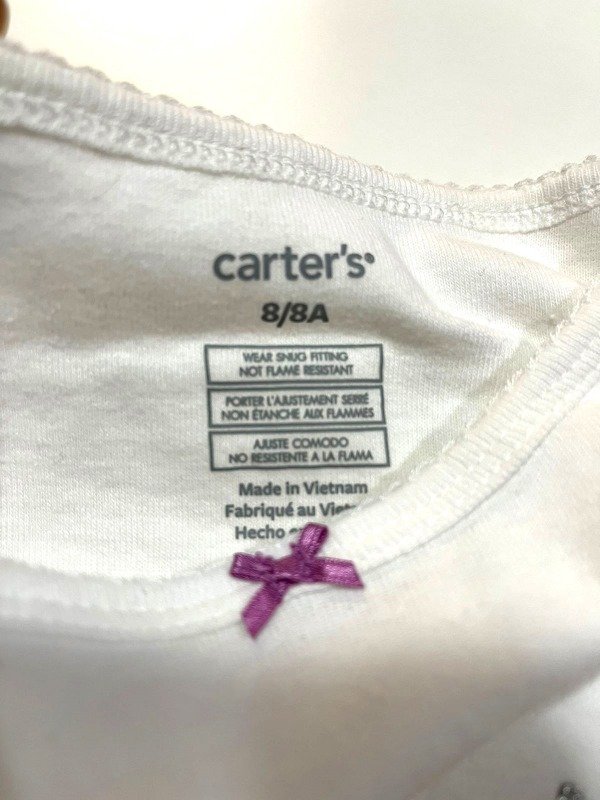 carter's
8/8A
WEAR SNUG FITTING
NOT FLAME RESISTANT
PORTER L'AJUSTEMENT SERRÉ
NON ÉTANCHE AUX FLAMMES
AJUSTE COMODO
NO RESISTENTE A LA FLAMA
Made in Vietnam
Fabriqué au
Hecho